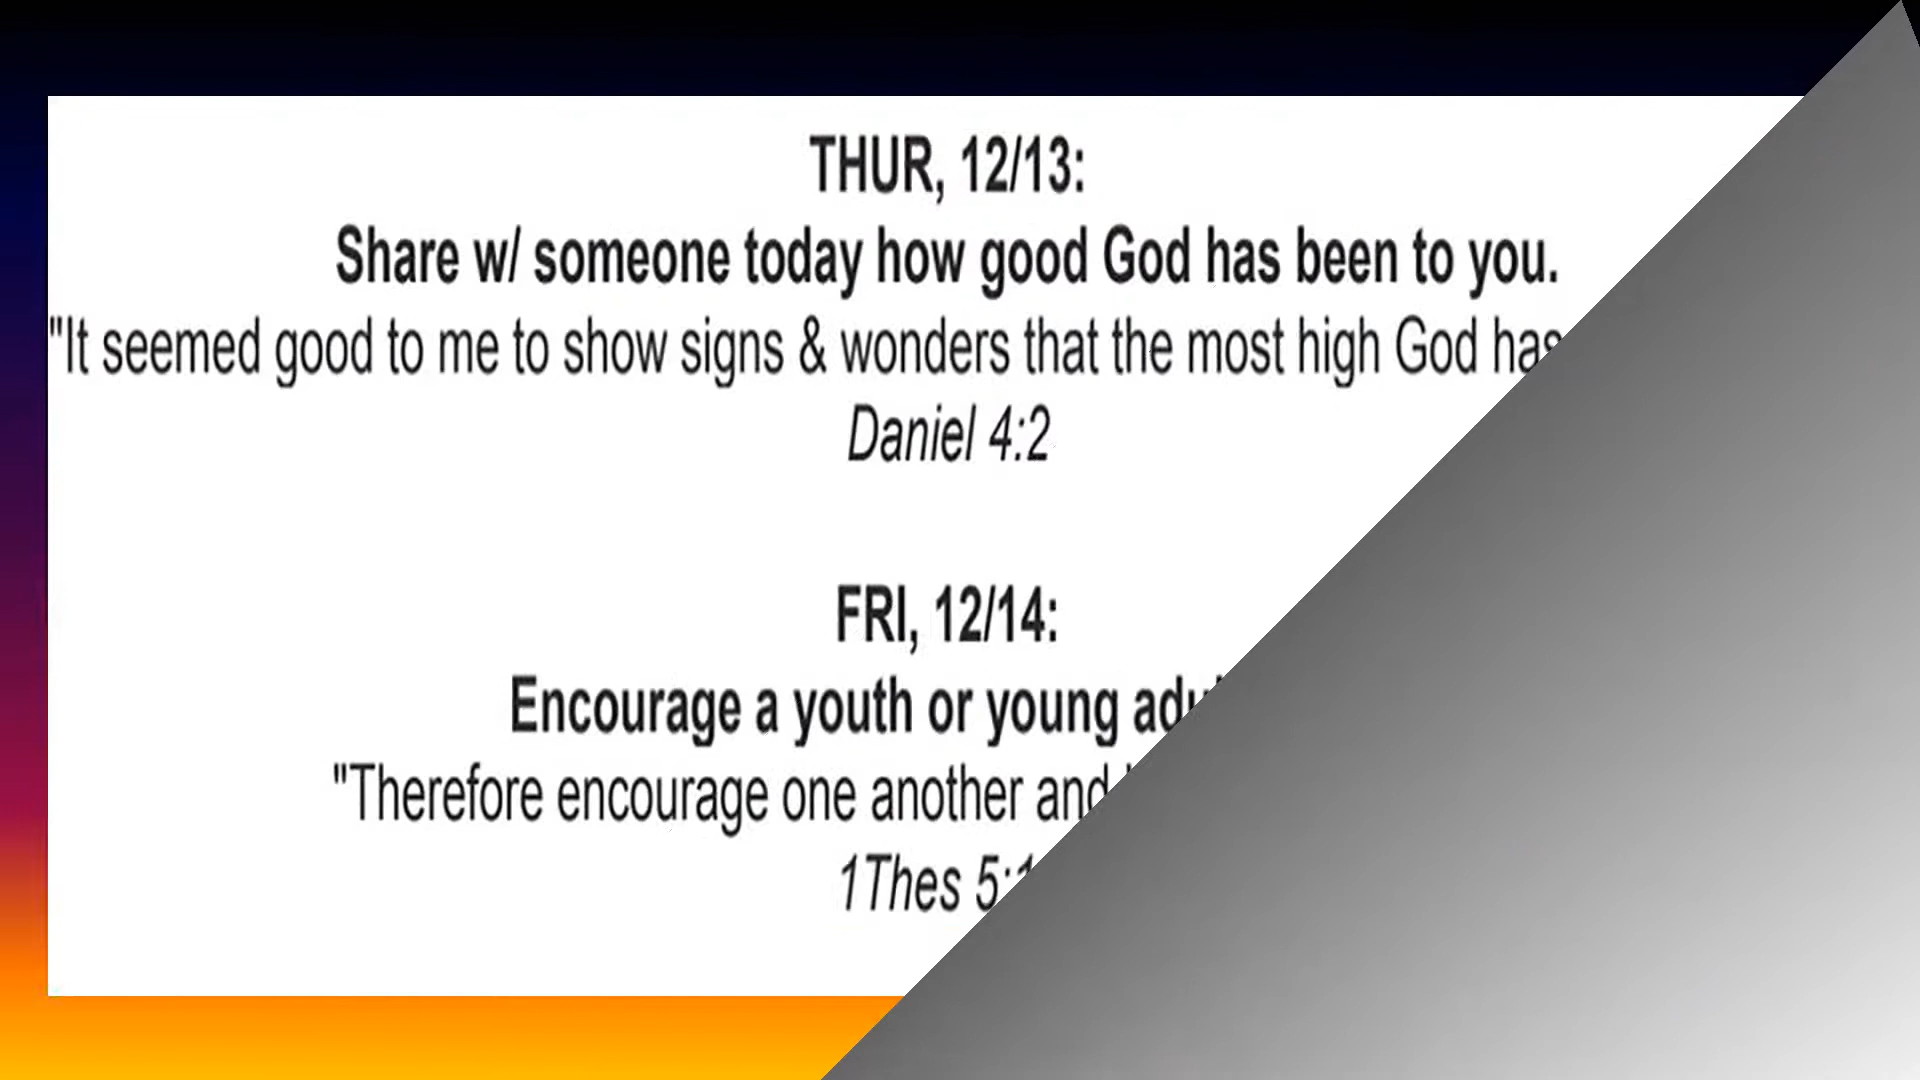 THUR, 12/13:
Share w/ someone today how good God has been to you.
"It seemed good to me to show signs & wonders that the most high God has
Daniel 4:2
FRI, 12/14:
Encourage a youth or young
"Therefore encourage one another and
1Thes